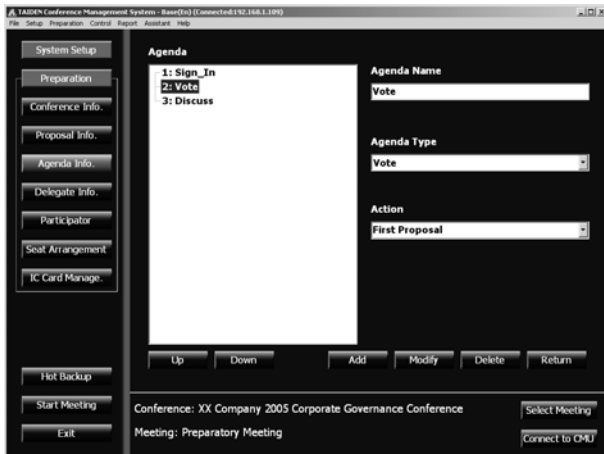 TAIDEN Conference Management System - Base(En) (Connected:192.168.1.109)
File Setup Preparation Control Report Assistant Help
System Setup
Preparation
Conference Info.
Proposal Info.
Agenda Info.
Delegate Info.
Participator
Seat Arrangement
IC Card Manage.
Hot Backup
Start Meeting
Exit
Agenda
1: Sign_In
2: Vote
3: Discuss
Agenda Name
Vote
Agenda Type
Vote
Action
First Proposal
Up Down Add Modify Delete Return
Conference: XX Company 2005 Corporate Governance Conference
Meeting: Preparatory Meeting
Select Meeting
Connect to CMU